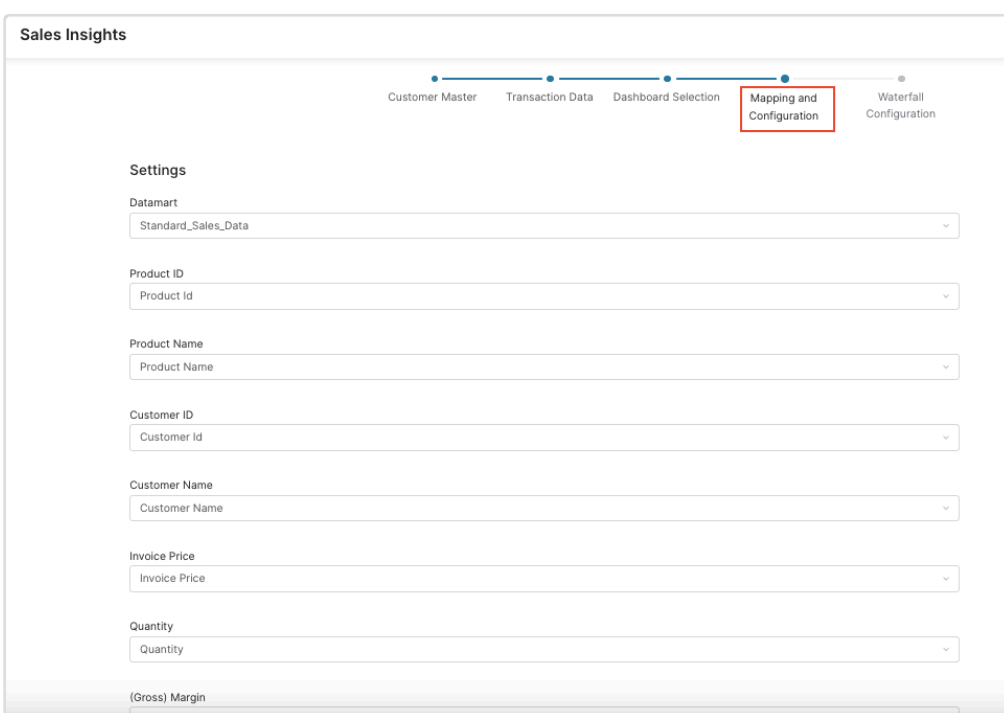 Sales Insights
Customer Master
Transaction Data
Dashboard Selection
Mapping and
Configuration
Waterfall
Configuration
Settings
Datamart
Standard_Sales_Data
Product ID
Product Id
Product Name
Product Name
Customer ID
Customer Id
Customer Name
Customer Name
Invoice Price
Invoice Price
Quantity
Quantity
(Gross) Margin